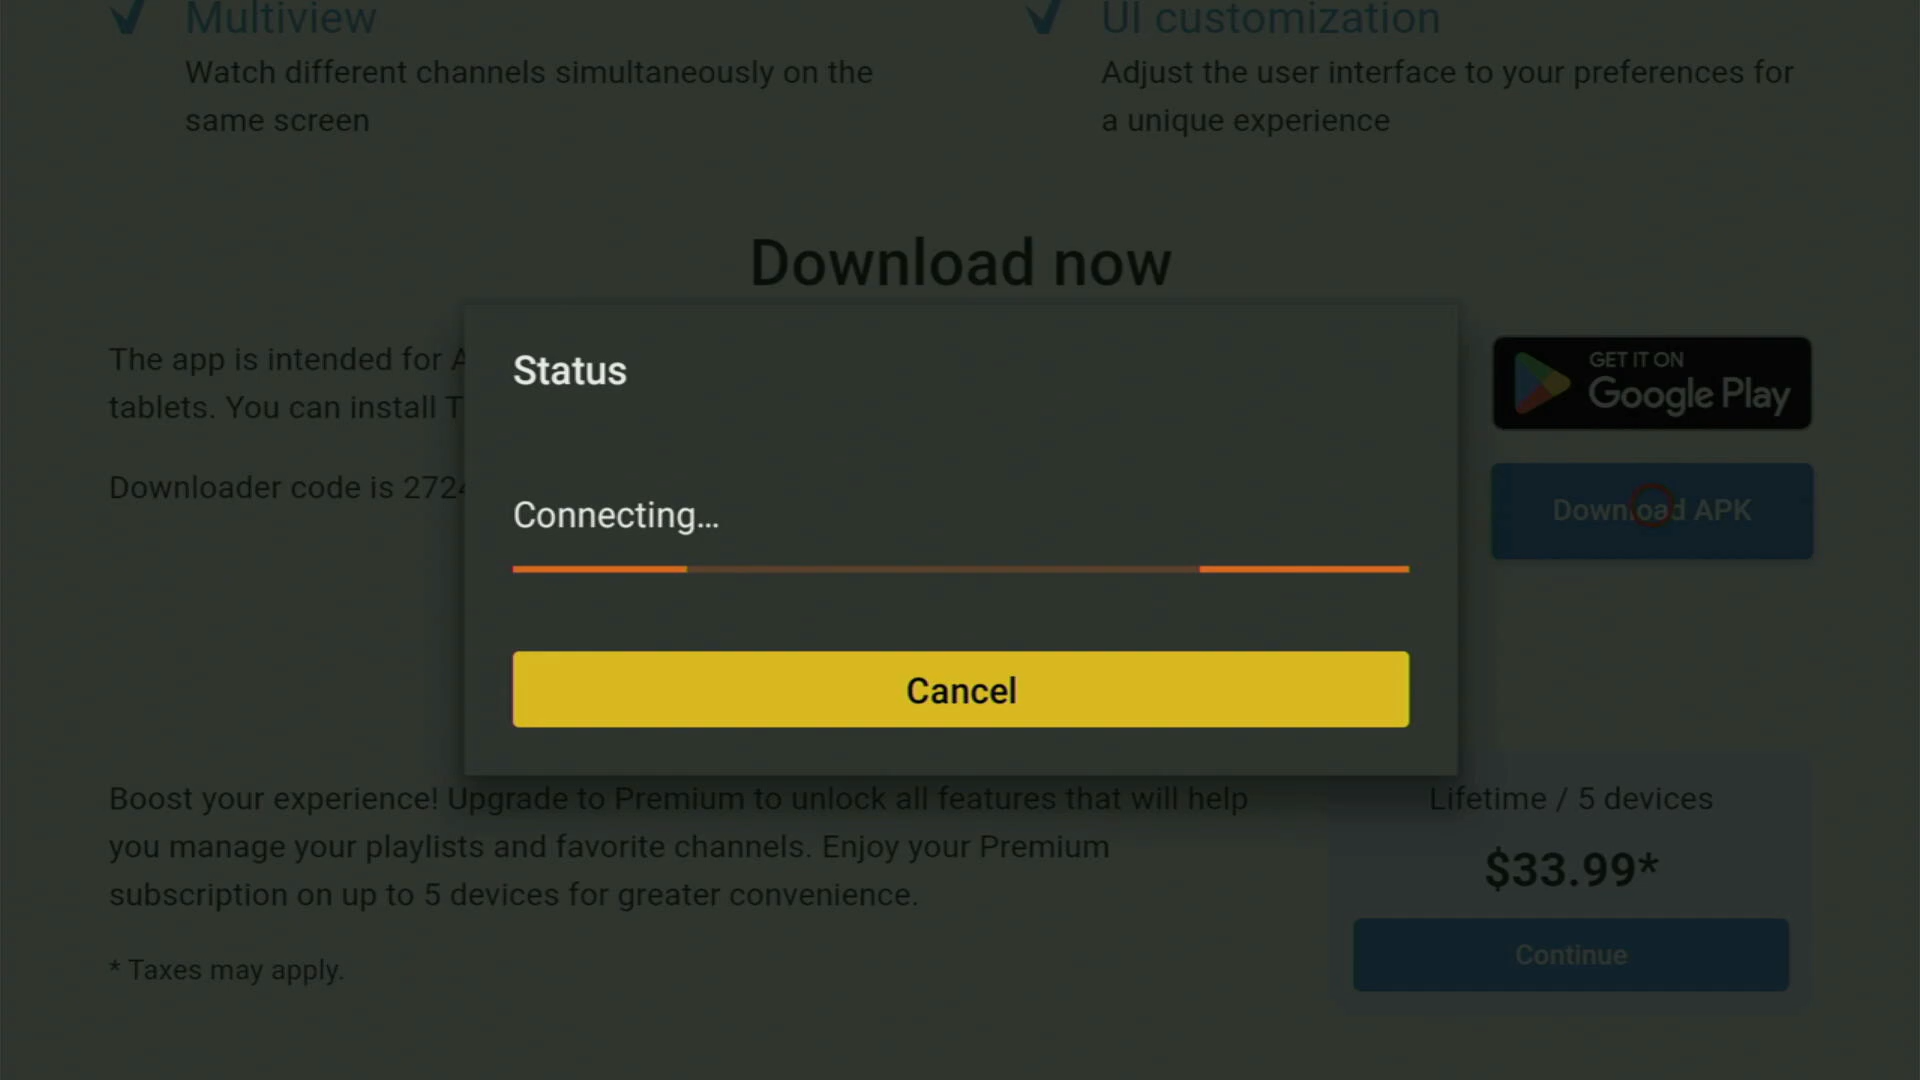 Multiview
Watch different channels simultaneously on the
same screen
UI customization
Adjust the user interface to your preferences for
a unique experience
Download now
The app is intended for
tablets. You can install
Downloader code is
Status
Connecting...
Cancel
GET IT ON
Google Play
Download APK
Boost your experience! Upgrade to Premium to unlock all features that will help
you manage your playlists and favorite channels. Enjoy your Premium
subscription on up to 5 devices for greater convenience.
* Taxes may apply.
Lifetime / 5 devices
$33.99*
Continue